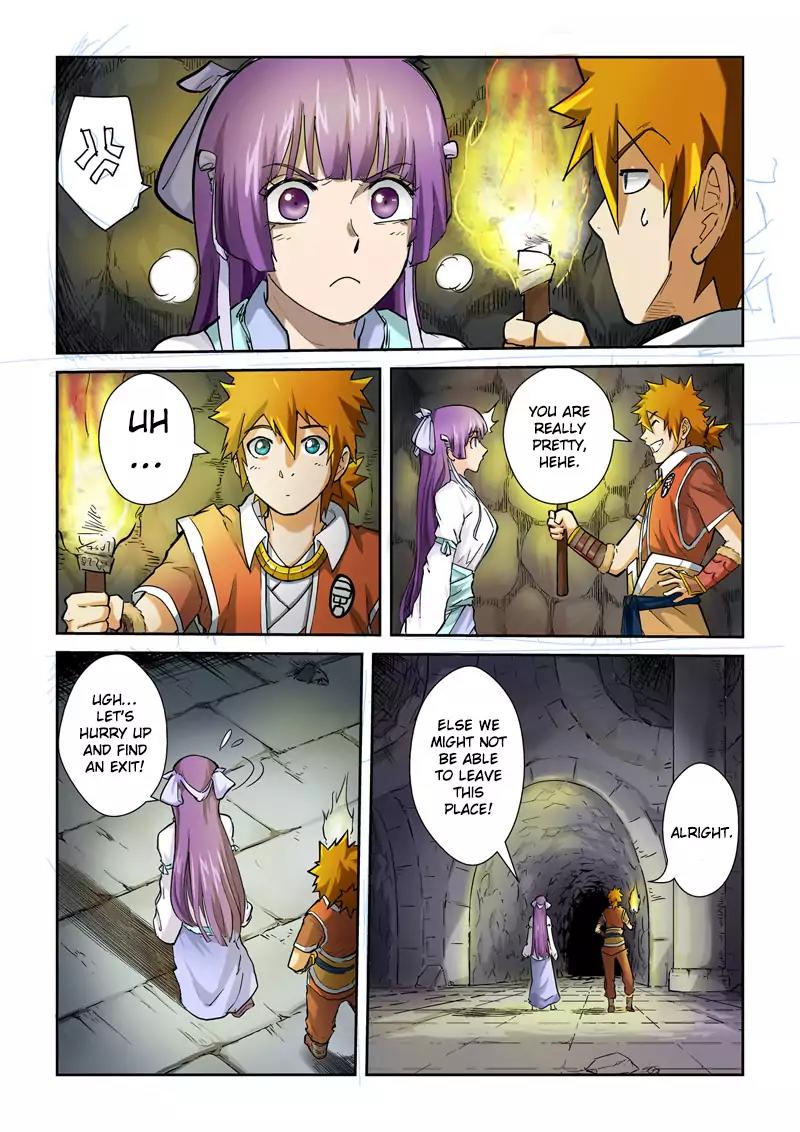 UH
...
YOU ARE
REALLY
PRETTY,
HEHE.
UGH...
LET'S
HURRY UP
AND FIND
AN EXIT!
ELSE WE
MIGHT NOT
BE ABLE
TO LEAVE
THIS
PLACE!
ALRIGHT.